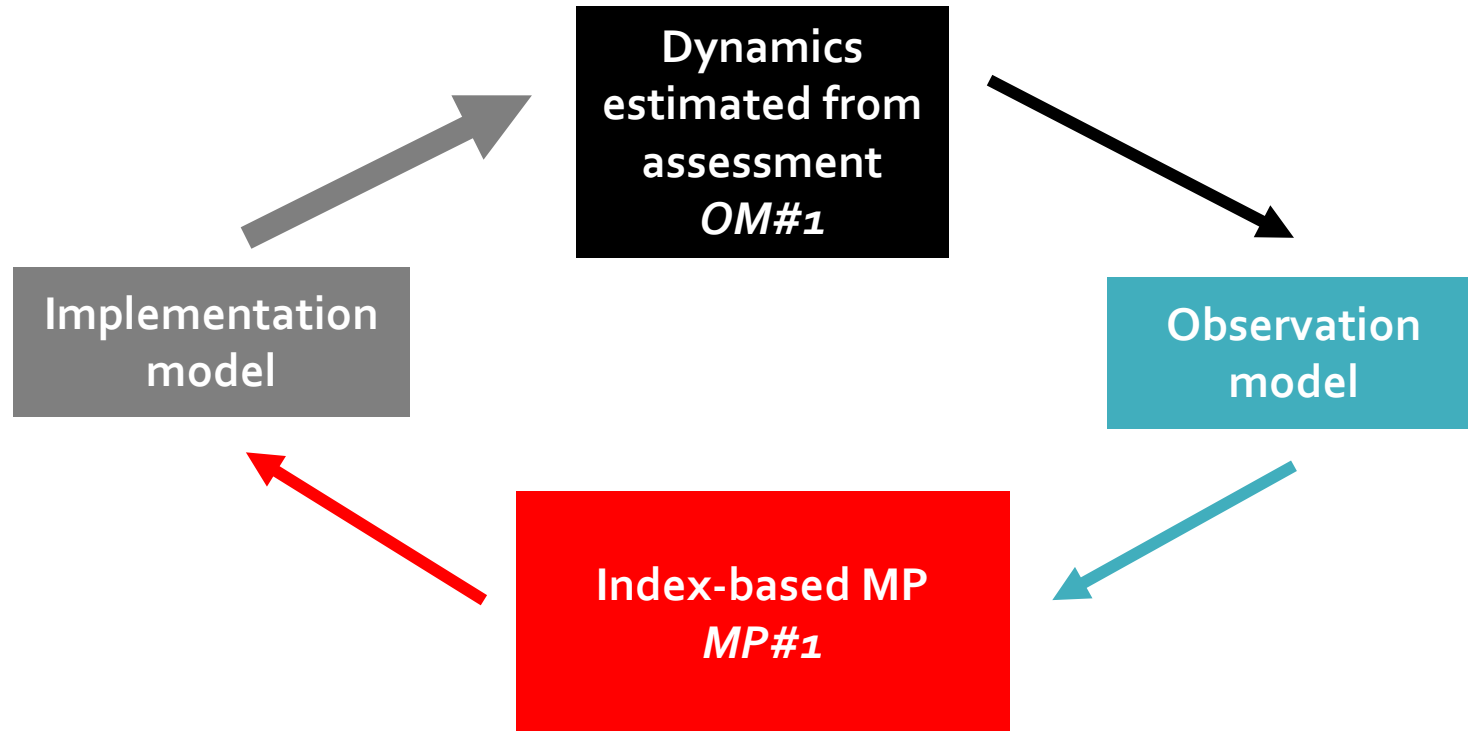 Dynamics
estimated from
assessment
OM#1
Implementation
model
Observation
model
Index-based MP
MP#1